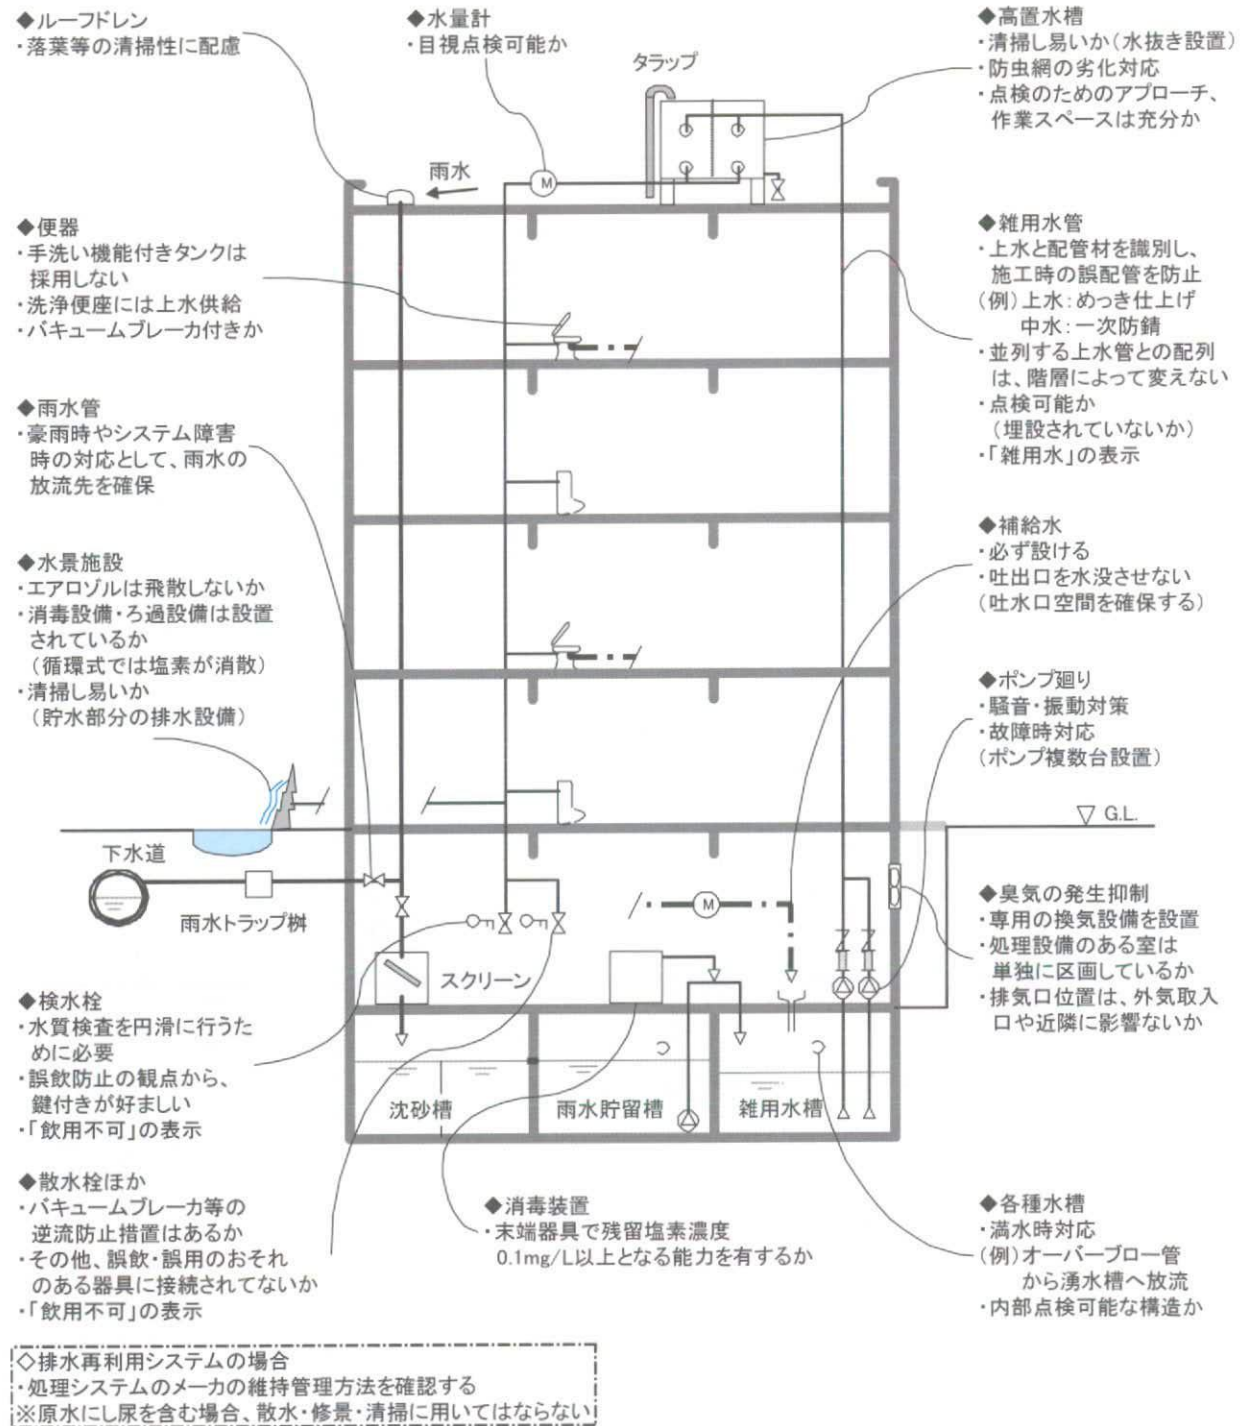 ◆ルーフドレン
・落葉等の清掃性に配慮
◆水量計
・目視点検可能か
タラップ
◆高置水槽
・清掃し易いか(水抜き設置)
・防虫網の劣化対応
・点検のためのアプローチ、
作業スペースは充分か
雨水
M
◆便器
・手洗い機能付きタンクは
採用しない
・洗浄便座には上水供給
・バキュームブレーカ付きか
◆雑用水管
・上水と配管材を識別し、
施工時の誤配管を防止
(例)上水:めっき仕上げ
中水:一次防錆
・並列する上水管との配列
は、階層によって変えない
・点検可能か
(埋設されていないか)
・「雑用水」の表示
◆雨水管
・豪雨時やシステム障害
時の対応として、雨水の
放流先を確保
◆補給水
・必ず設ける
・吐出口を水没させない
(吐水口空間を確保する)
◆水景施設
・エアロゾルは飛散しないか
・消毒設備・ろ過設備は設置
されているか
(循環式では塩素が消散)
・清掃し易いか
(貯水部分の排水設備)
◆ポンプ廻り
・騒音・振動対策
・故障時対応
(ポンプ複数台設置)
▽ G.L.
下水道
雨水トラップ桝
M
スクリーン
◆臭気の発生抑制
・専用の換気設備を設置
・処理設備のある室は
単独に区画しているか
・排気口位置は、外気取入
口や近隣に影響ないか
◆検水栓
・水質検査を円滑に行うた
めに必要
・誤飲防止の観点から、
鍵付きが好ましい
・「飲用不可」の表示
沈砂槽
雨水貯留槽
雑用水槽
◆散水栓ほか
・バキュームブレーカ等の
逆流防止措置はあるか
・その他、誤飲・誤用のおそれ
のある器具に接続されてないか
・「飲用不可」の表示
◆消毒装置
・末端器具で残留塩素濃度
0.1mg/L以上となる能力を有するか
◆各種水槽
・満水時対応
(例)オーバーブロー管
から湧水槽へ放流
・内部点検可能な構造か
◇排水再利用システムの場合
・処理システムのメーカの維持管理方法を確認する
※原水にし尿を含む場合、散水・修景・清掃に用いてはならない